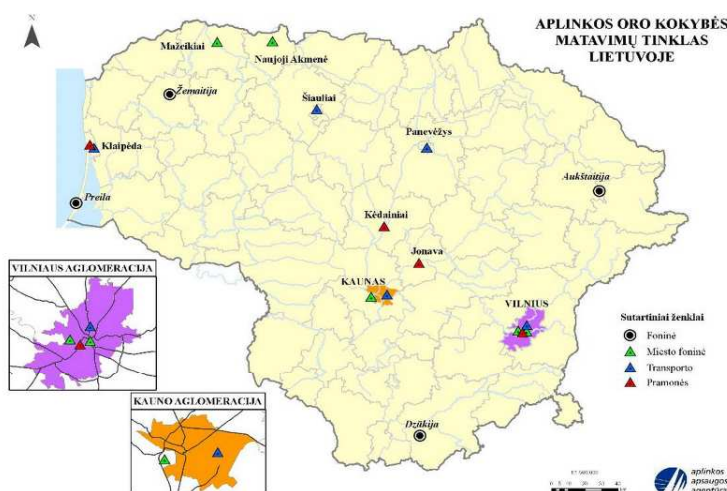 N
APLINKOS ORO KOKYBĖS
MATAVIMŲ TINKLAS
LIETUVOJE
Mažeikiai
Naujoji Akmenė
Žemaitija
Šiauliai
Klaipėda
Panevėžys
Aukštaitija
Preila
Kėdainiai
Jonava
KAUNAS
VILNIUS
VILNIAUS AGLOMERACIJA
Sutartiniai ženklai
Foninė
Miesto foninė
Transporto
Pramonės
KAUNO AGLOMERACIJA
Dzūkija
aplinkos
apsaugos
agentūra